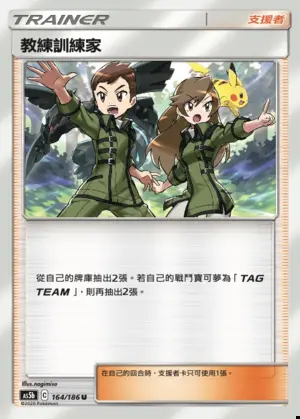 TRAINER
支援者
教練訓練家
從自己的牌庫抽出2張。若自己的戰鬥寶可夢為「TAG
TEAM」,則再抽出2張。
在自己的回合時,支援者卡只可使用1張。
Illus.nagimiso
AS5b C 164/186 U
©2020 Pokémon